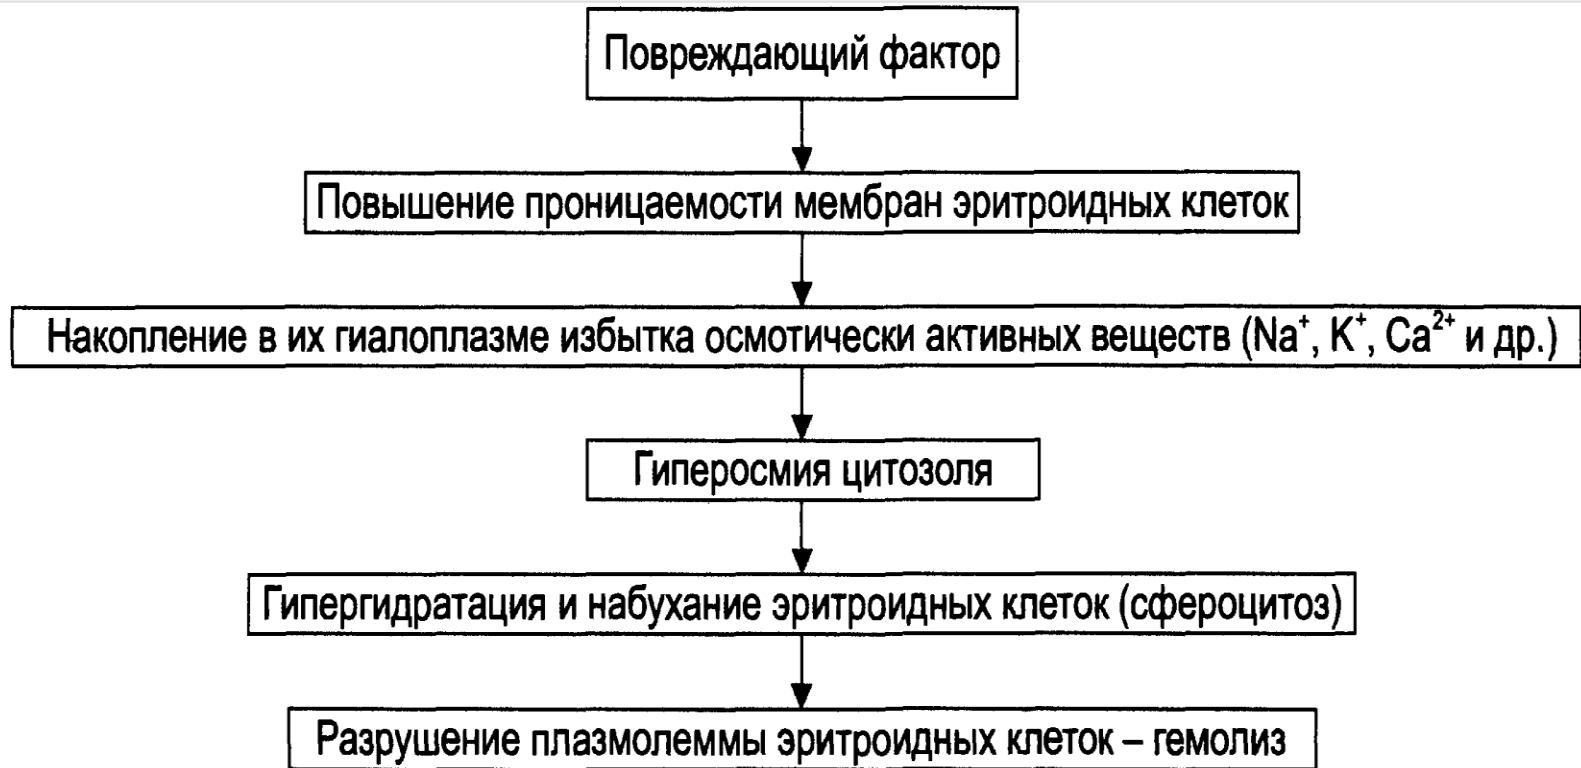 Повреждающий фактор
Повышение проницаемости мембран эритроидных клеток
Накопление в их гиалоплазме избытка осмотически активных веществ (Na⁺, K⁺, Ca²⁺ и др.)
Гиперосмия цитозоля
Гипергидратация и набухание эритроидных клеток (сфероцитоз)
Разрушение плазмолеммы эритроидных клеток – гемолиз